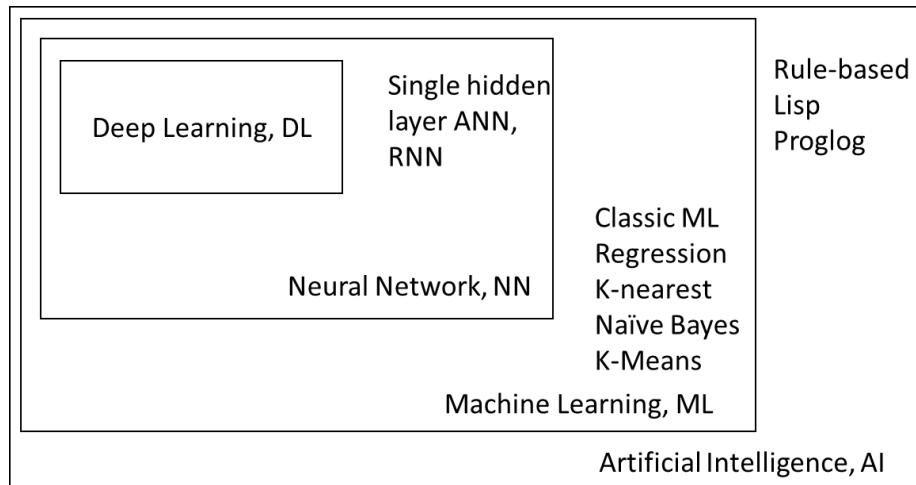 Deep Learning, DL
Single hidden
layer ANN,
RNN
Neural Network, NN
Classic ML
Regression
K-nearest
Naïve Bayes
K-Means
Machine Learning, ML
Rule-based
Lisp
Proglog
Artificial Intelligence, AI